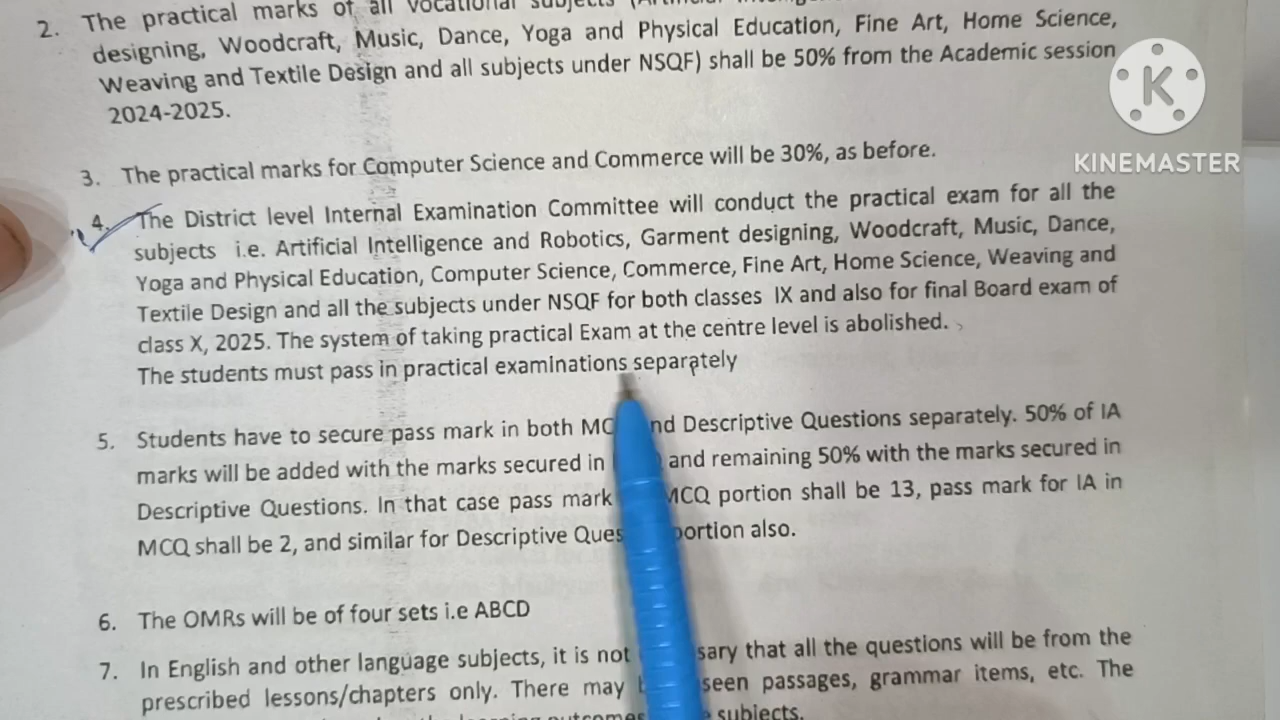 2. The practical marks of all vocational subjects
designing, Woodcraft, Music, Dance, Yoga and Physical Education, Fine Art, Home Science,
Weaving and Textile Design and all subjects under NSQF) shall be 50% from the Academic session
2024-2025.
K
KINEMASTER
3. The practical marks for Computer Science and Commerce will be 30%, as before.
4. The District level Internal Examination Committee will conduct the practical exam for all the
subjects i.e. Artificial Intelligence and Robotics, Garment designing, Woodcraft, Music, Dance,
Yoga and Physical Education, Computer Science, Commerce, Fine Art, Home Science, Weaving and
Textile Design and all the subjects under NSQF for both classes IX and also for final Board exam of
class X, 2025. The system of taking practical Exam at the centre level is abolished.
The students must pass in practical examinations separately
5. Students have to secure pass mark in both MC nd Descriptive Questions separately. 50% of IA
marks will be added with the marks secured in and remaining 50% with the marks secured in
Descriptive Questions. In that case pass mark MCQ portion shall be 13, pass mark for IA in
MCQ shall be 2, and similar for Descriptive Ques portion also.
6. The OMRs will be of four sets i.e ABCD
7. In English and other language subjects, it is not sary that all the questions will be from the
prescribed lessons/chapters only. There may seen passages, grammar items, etc. The
subjects.